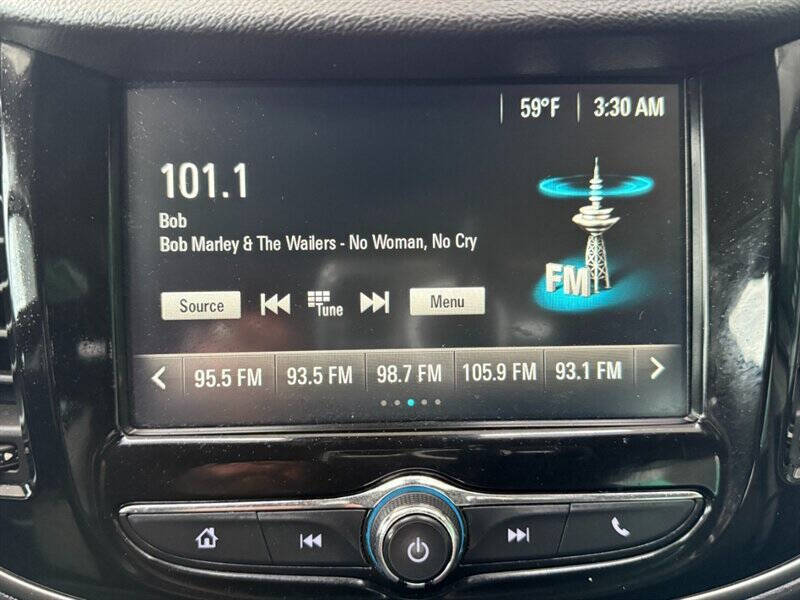 59°F 3:30 AM
101.1
Bob
Bob Marley & The Wailers - No Woman, No Cry
FM
Source Tune Menu
95.5 FM 93.5 FM 98.7 FM 105.9 FM 93.1 FM